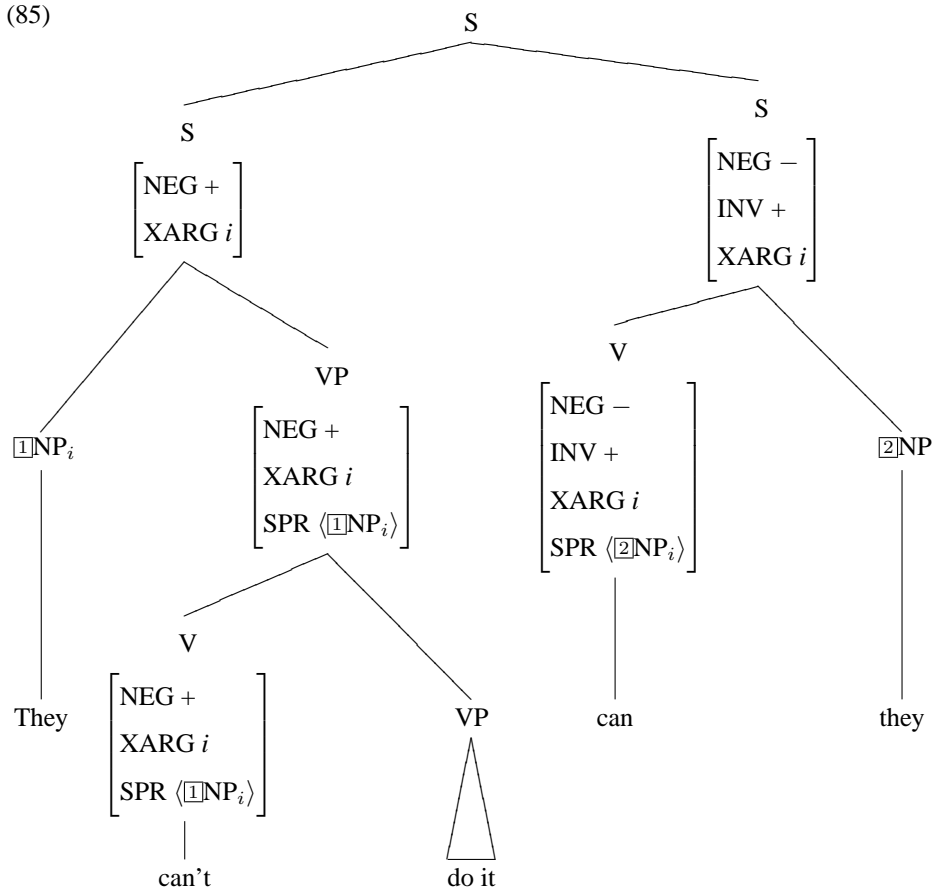 (85)
S
S S
[NEG + [NEG −
XARG i] INV +
XARG i]
VP V
[NEG + [NEG −
1NP_i XARG i INV + 2NP
SPR ⟨1NP_i⟩] XARG i
SPR ⟨2NP_i⟩]
V
[NEG +
They XARG i VP can they
SPR ⟨1NP_i⟩]
can't do it